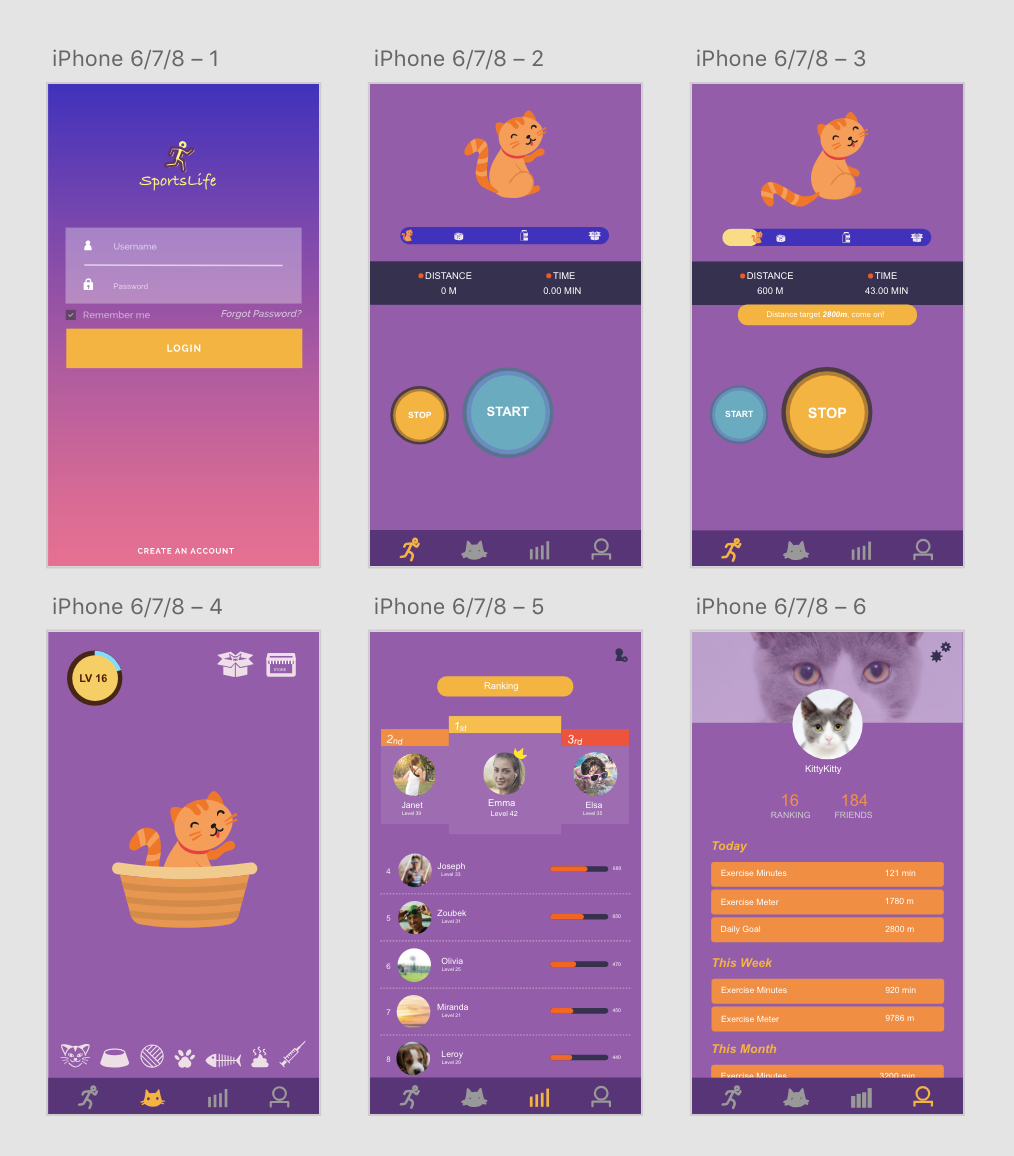 iPhone 6/7/8 – 1
SportsLife
Username
Password
Remember me
Forgot Password?
LOGIN
CREATE AN ACCOUNT
iPhone 6/7/8 – 2
DISTANCE
TIME
0 M
0.00 MIN
STOP
START
iPhone 6/7/8 – 3
DISTANCE
TIME
600 M
43.00 MIN
Distance target 2800m, come on!
START
STOP
iPhone 6/7/8 – 4
LV 16
STORE
iPhone 6/7/8 – 5
Ranking
2nd
1st
3rd
Janet
Level 39
Emma
Level 42
Elsa
Level 35
4
Joseph
Level 33
5
Zoubek
Level 31
6
Olivia
Level 25
470
7
Miranda
Level 21
450
8
Leroy
Level 20
440
iPhone 6/7/8 – 6
KittyKitty
16
184
RANKING
FRIENDS
Today
Exercise Minutes
121 min
Exercise Meter
1780 m
Daily Goal
2800 m
This Week
Exercise Minutes
920 min
Exercise Meter
9786 m
This Month
Exercise Minutes
3200 min